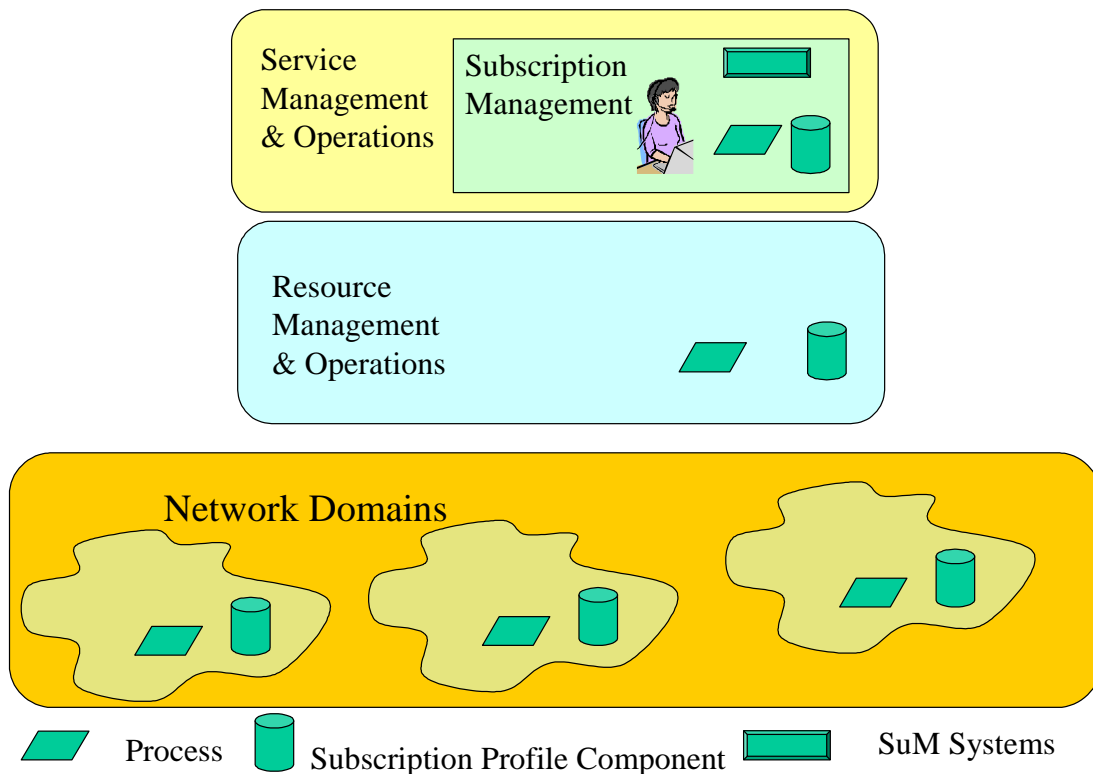 Service
Management
& Operations
Subscription
Management
Resource
Management
& Operations
Network Domains
Process
Subscription Profile Component
SuM Systems